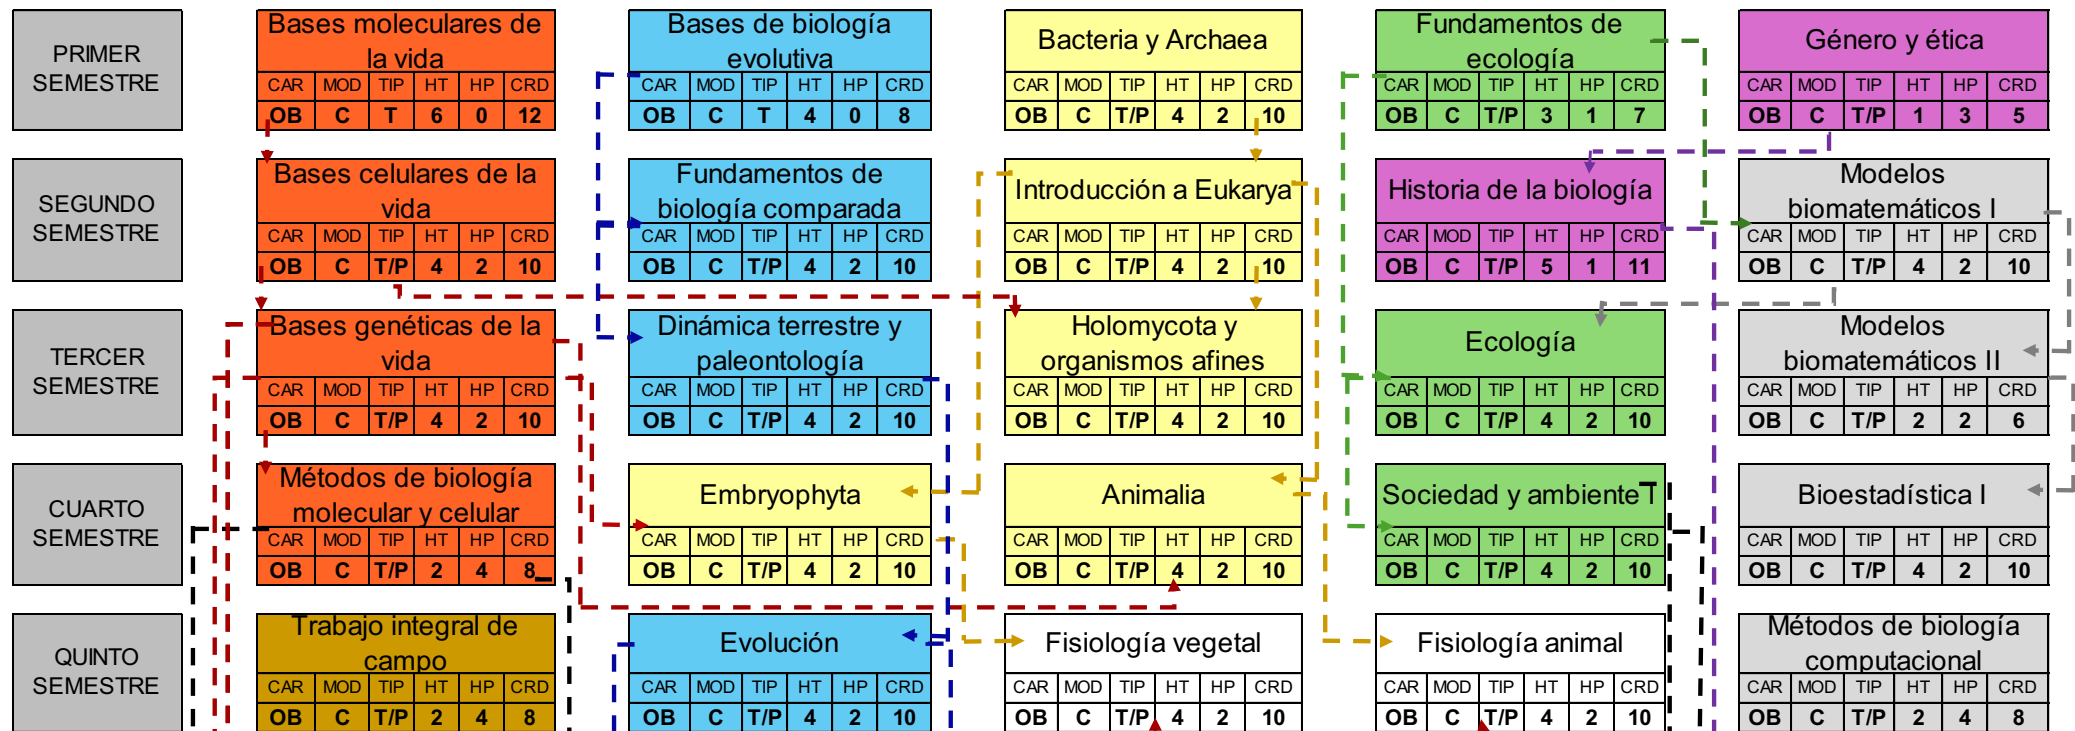 PRIMER
SEMESTRE
Bases moleculares de
la vida
CAR MOD TIP HT HP CRD
OB C T 6 0 12
Bases de biología
evolutiva
CAR MOD TIP HT HP CRD
OB C T 4 0 8
Bacteria y Archaea
CAR MOD TIP HT HP CRD
OB C T/P 4 2 10
Fundamentos de
ecología
CAR MOD TIP HT HP CRD
OB C T/P 3 1 7
Género y ética
CAR MOD TIP HT HP CRD
OB C T/P 1 3 5
SEGUNDO
SEMESTRE
Bases celulares de la
vida
CAR MOD TIP HT HP CRD
OB C T/P 4 2 10
Fundamentos de
biología comparada
CAR MOD TIP HT HP CRD
OB C T/P 4 2 10
Introducción a Eukarya
CAR MOD TIP HT HP CRD
OB C T/P 4 2 10
Historia de la biología
CAR MOD TIP HT HP CRD
OB C T/P 5 1 11
Modelos
biomatemáticos I
CAR MOD TIP HT HP CRD
OB C T/P 4 2 10
TERCER
SEMESTRE
Bases genéticas de la
vida
CAR MOD TIP HT HP CRD
OB C T/P 4 2 10
Dinámica terrestre y
paleontología
CAR MOD TIP HT HP CRD
OB C T/P 4 2 10
Holomycota y
organismos afines
CAR MOD TIP HT HP CRD
OB C T/P 4 2 10
Ecología
CAR MOD TIP HT HP CRD
OB C T/P 4 2 10
Modelos
biomatemáticos II
CAR MOD TIP HT HP CRD
OB C T/P 2 2 6
CUARTO
SEMESTRE
Métodos de biología
molecular y celular
CAR MOD TIP HT HP CRD
OB C T/P 2 4 8
Embryophyta
CAR MOD TIP HT HP CRD
OB C T/P 4 2 10
Animalia
CAR MOD TIP HT HP CRD
OB C T/P 4 2 10
Sociedad y ambiente I
CAR MOD TIP HT HP CRD
OB C T/P 4 2 10
Bioestadística I
CAR MOD TIP HT HP CRD
OB C T/P 4 2 10
QUINTO
SEMESTRE
Trabajo integral de
campo
CAR MOD TIP HT HP CRD
OB C T/P 2 4 8
Evolución
CAR MOD TIP HT HP CRD
OB C T/P 4 2 10
Fisiología vegetal
CAR MOD TIP HT HP CRD
OB C T/P 4 2 10
Fisiología animal
CAR MOD TIP HT HP CRD
OB C T/P 4 2 10
Métodos de biología
computacional
CAR MOD TIP HT HP CRD
OB C T/P 2 4 8